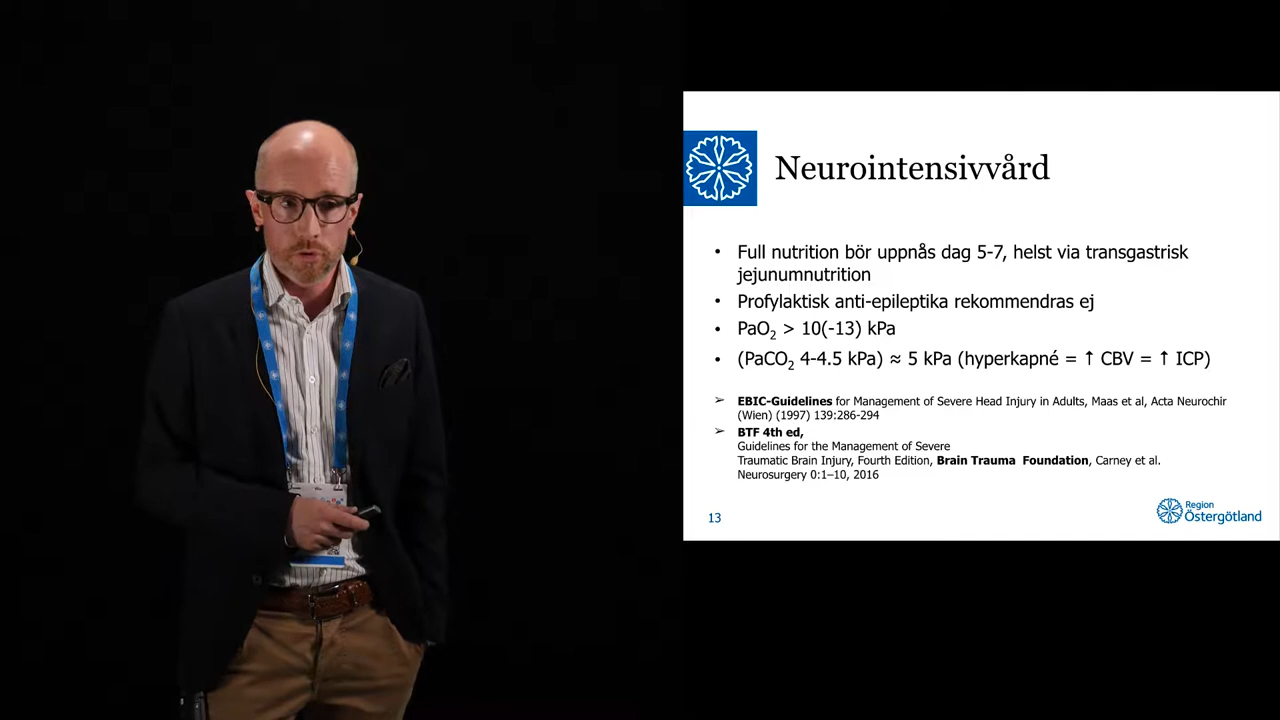 Neurointensivvård
• Full nutrition bör uppnås dag 5-7, helst via transgastrisk
jejunumnutrition
• Profylaktisk anti-epileptika rekommendras ej
• PaO₂ > 10(-13) kPa
• (PaCO₂ 4-4.5 kPa) ≈ 5 kPa (hyperkapné = ↑ CBV = ↑ ICP)
➢ EBIC-Guidelines for Management of Severe Head Injury in Adults, Maas et al, Acta Neurochir
(Wien) (1997) 139:286-294
➢ BTF 4th ed,
Guidelines for the Management of Severe
Traumatic Brain Injury, Fourth Edition, Brain Trauma Foundation, Carney et al.
Neurosurgery 0:1–10, 2016
13
Region
Östergötland